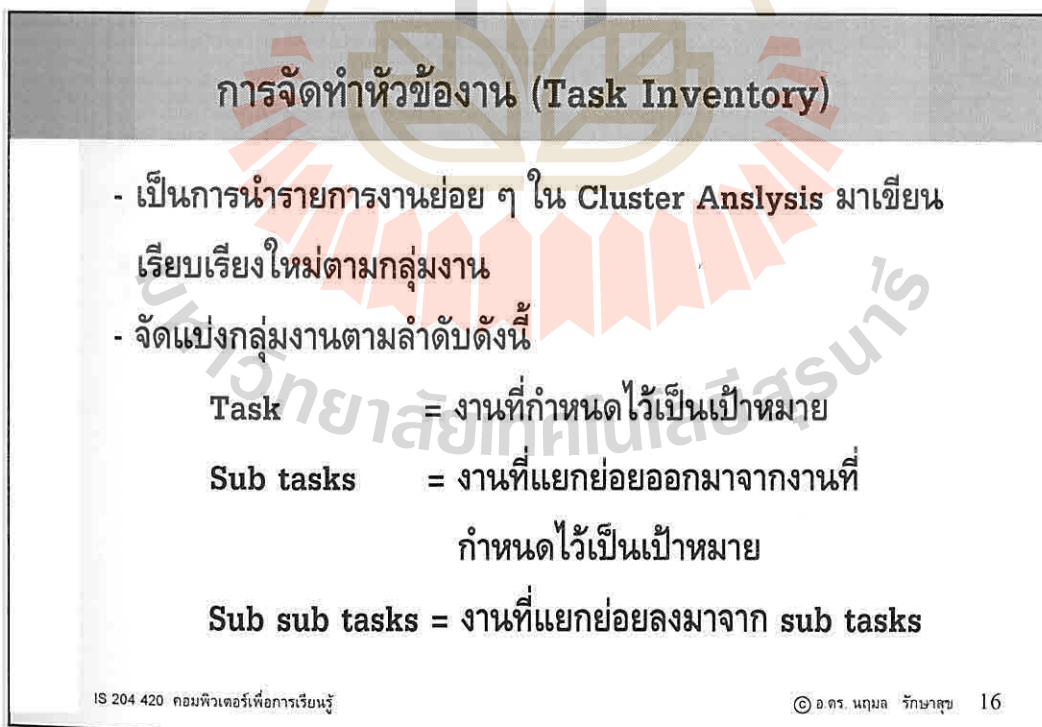 การจัดทำหัวข้องาน (Task Inventory)
- เป็นการนำรายการงานย่อย ๆ ใน Cluster Anslysis มาเขียน
เรียบเรียงใหม่ตามกลุ่มงาน
- จัดแบ่งกลุ่มงานตามลำดับดังนี้
Task = งานที่กำหนดไว้เป็นเป้าหมาย
Sub tasks = งานที่แยกย่อยออกมาจากงานที่
กำหนดไว้เป็นเป้าหมาย
Sub sub tasks = งานที่แยกย่อยลงมาจาก sub tasks
IS 204 420 คอมพิวเตอร์เพื่อการเรียนรู้
© อ.ดร. นฤมล รักษาสุข 16